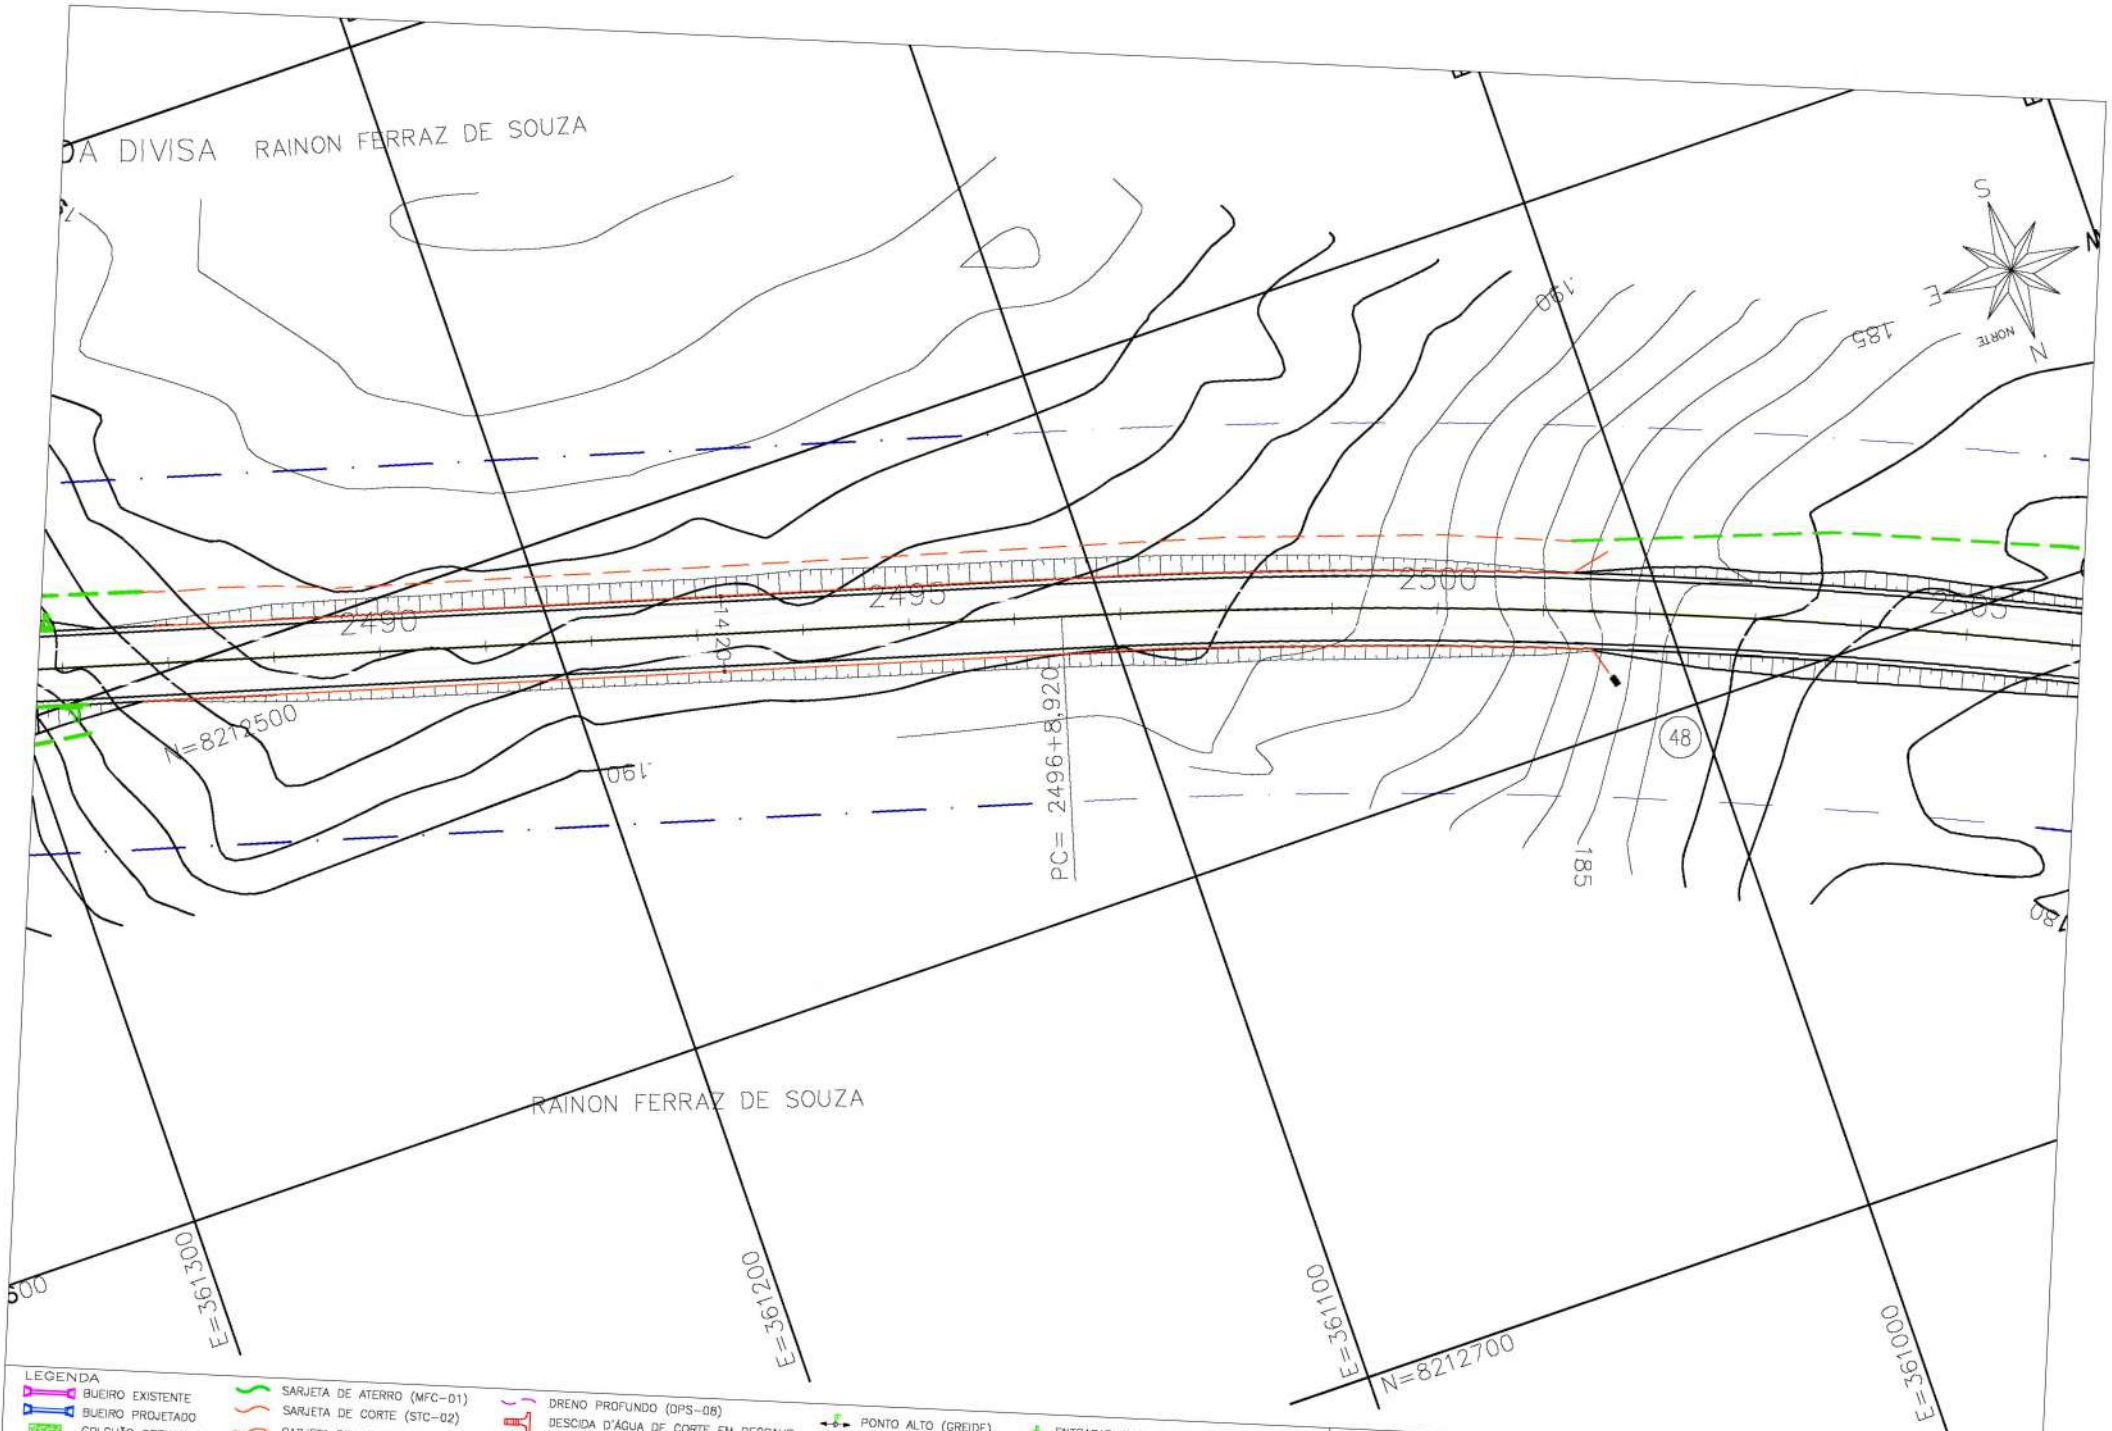 DA DIVISA RAINON FERRAZ DE SOUZA
S
N
E
NORTE
N
.190
185
2490
2495
2500
2505
1420
N=8212500
.190
PC= 2496+8,920
48
185
180
RAINON FERRAZ DE SOUZA
E=361300
E=361200
E=361100
E=361000
N=8212700
LEGENDA
BUEIRO EXISTENTE
BUEIRO PROJETADO
SARJETA DE ATERRO (MFC-01)
SARJETA DE CORTE (STC-02)
DRENO PROFUNDO (DPS-08)
DESCIDA D'ÁGUA DE CORTE EM
PONTO ALTO (GREIDE)